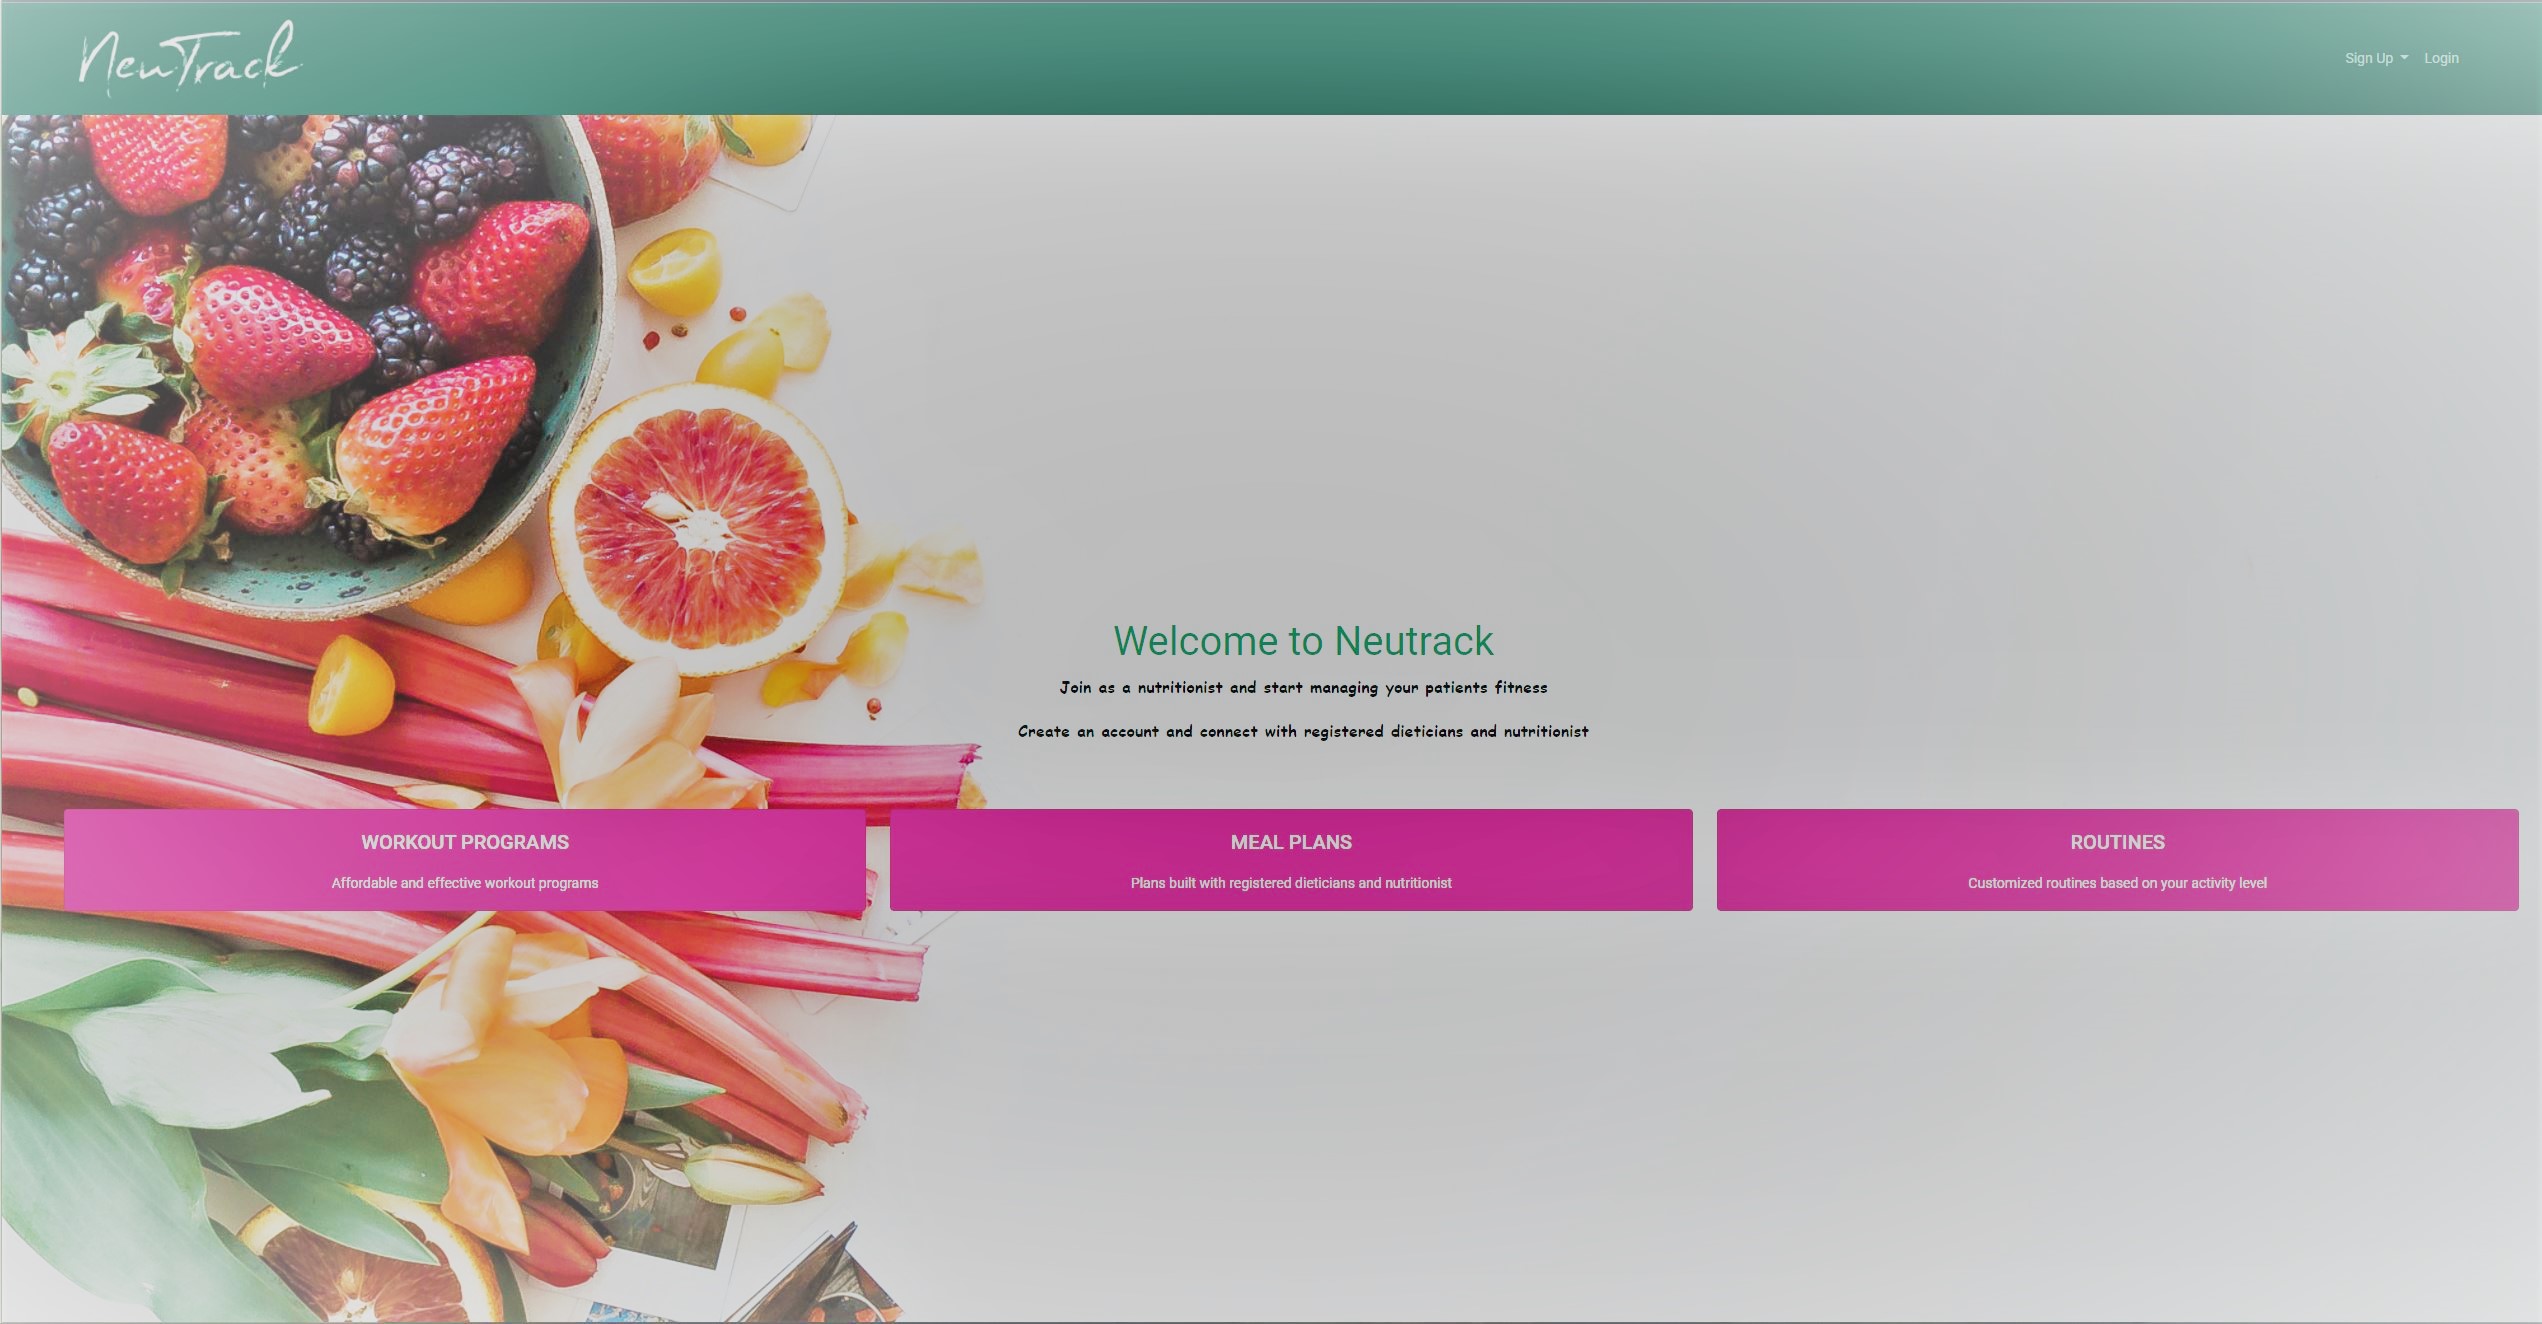 NeuTrack
Sign Up Login
Welcome to Neutrack
Join as a nutritionist and start managing your patients fitness
Create an account and connect with registered dieticians and nutritionist
WORKOUT PROGRAMS
Affordable and effective workout programs
MEAL PLANS
Plans built with registered dieticians and nutritionist
ROUTINES
Customized routines based on your activity level